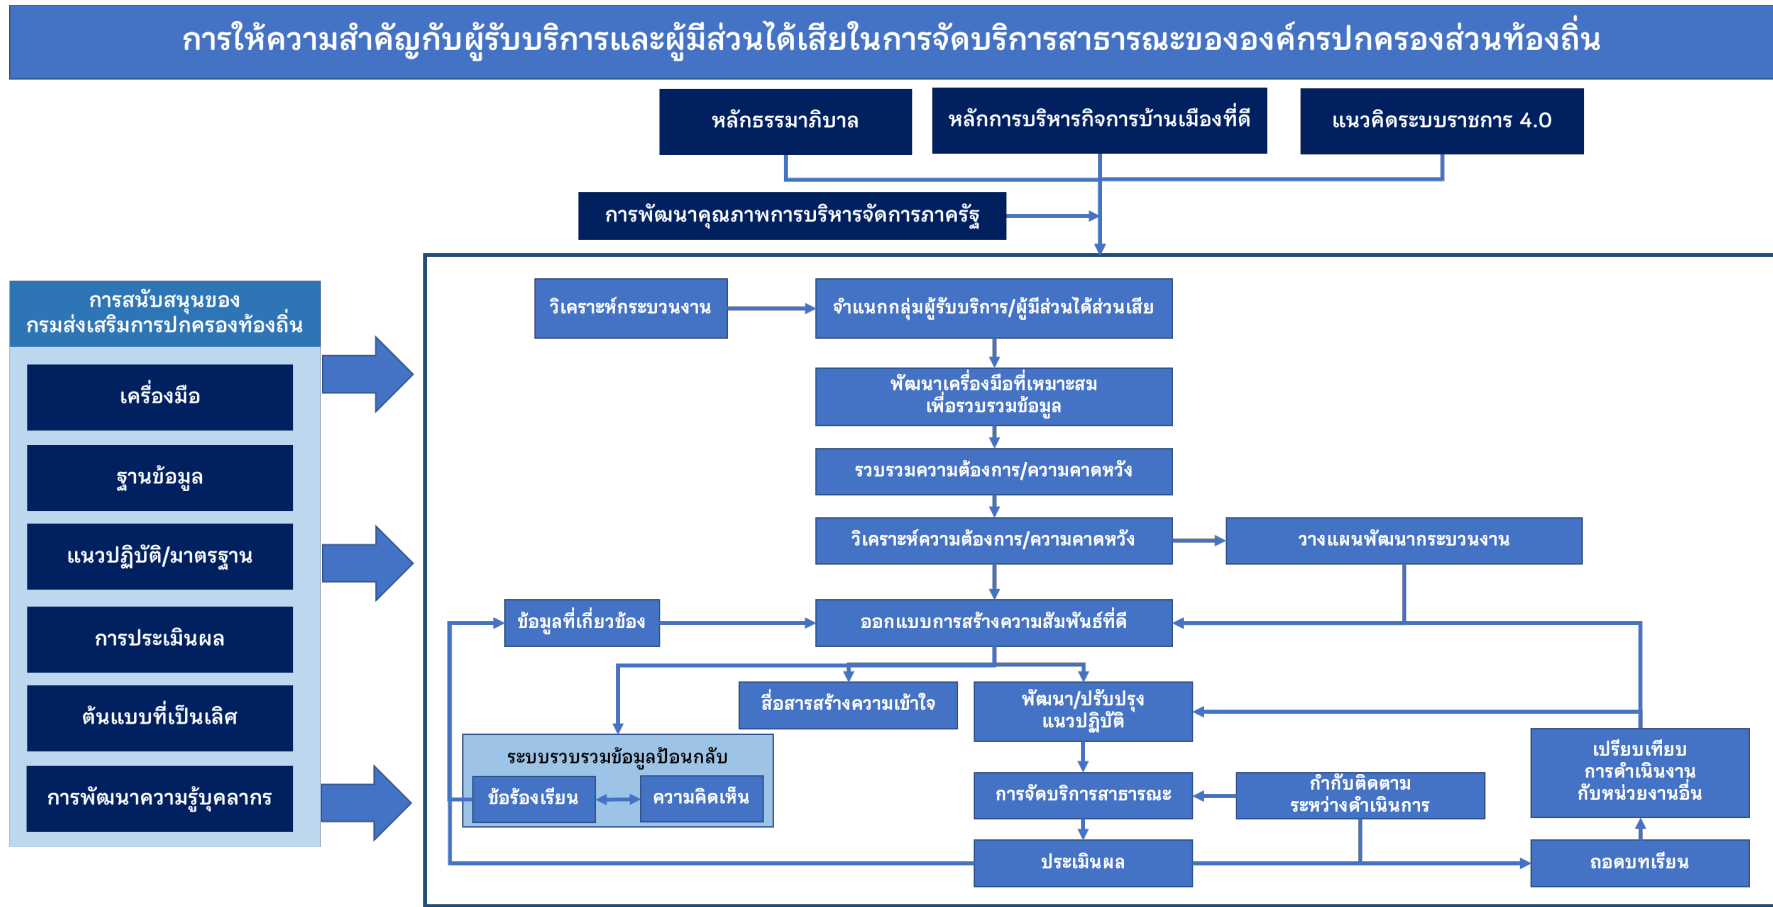 การให้ความสำคัญกับผู้รับบริการและผู้มีส่วนได้เสียในการจัดบริการสาธารณะขององค์กรปกครองส่วนท้องถิ่น
หลักธรรมาภิบาล
หลักการบริหารกิจการบ้านเมืองที่ดี
แนวคิดระบบราชการ 4.0
การพัฒนาคุณภาพการบริหารจัดการภาครัฐ
การสนับสนุนของ
กรมส่งเสริมการปกครองท้องถิ่น
เครื่องมือ
ฐานข้อมูล
แนวปฏิบัติ/มาตรฐาน
การประเมินผล
ต้นแบบที่เป็นเลิศ
การพัฒนาความรู้บุคลากร
วิเคราะห์กระบวนงาน
จำแนกกลุ่มผู้รับบริการ/ผู้มีส่วนได้ส่วนเสีย
พัฒนาเครื่องมือที่เหมาะสม
เพื่อรวบรวมข้อมูล
รวบรวมความต้องการ/ความคาดหวัง
วิเคราะห์ความต้องการ/ความคาดหวัง
วางแผนพัฒนากระบวนงาน
ข้อมูลที่เกี่ยวข้อง
ออกแบบการสร้างความสัมพันธ์ที่ดี
สื่อสารสร้างความเข้าใจ
พัฒนา/ปรับปรุง
แนวปฏิบัติ
ระบบรวบรวมข้อมูลป้อนกลับ
ข้อร้องเรียน
ความคิดเห็น
การจัดบริการสาธารณะ
กำกับติดตาม
ระหว่างดำเนินการ
เปรียบเทียบ
การดำเนินงาน
กับหน่วยงานอื่น
ประเมินผล
ถอดบทเรียน